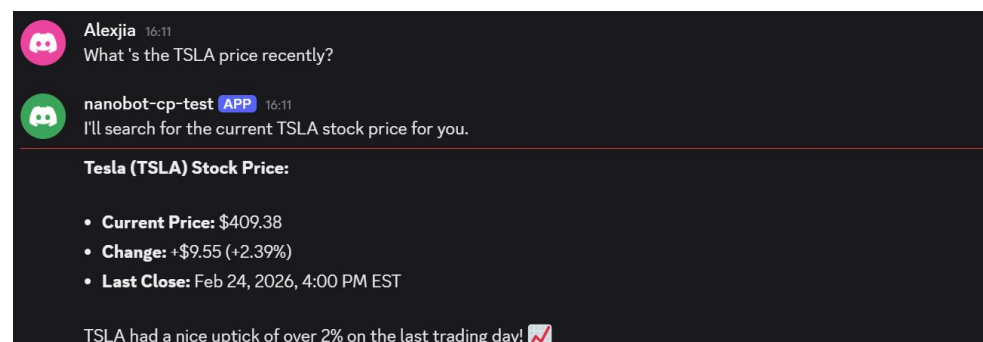 Alexjia 16:11
What 's the TSLA price recently?
nanobot-cp-test APP 16:11
I'll search for the current TSLA stock price for you.
Tesla (TSLA) Stock Price:
• Current Price: $409.38
• Change: +$9.55 (+2.39%)
• Last Close: Feb 24, 2026, 4:00 PM EST
TSLA had a nice uptick of over 2% on the last trading day! 📈